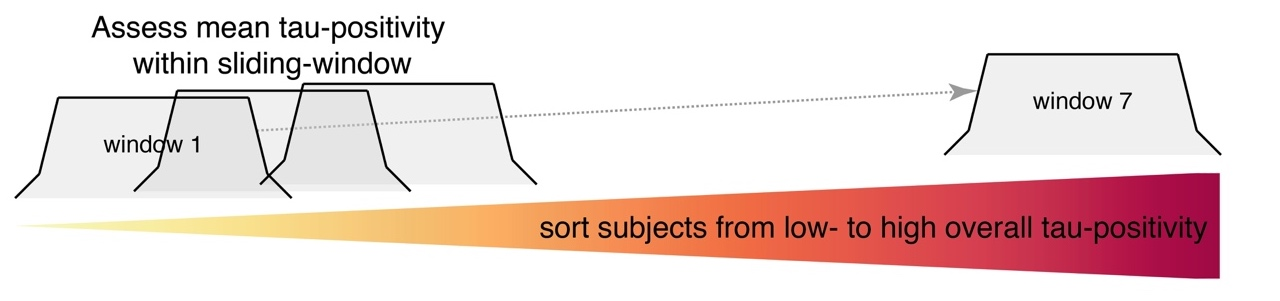 Assess mean tau-positivity
within sliding-window
window 1
window 7
sort subjects from low- to high overall tau-positivity